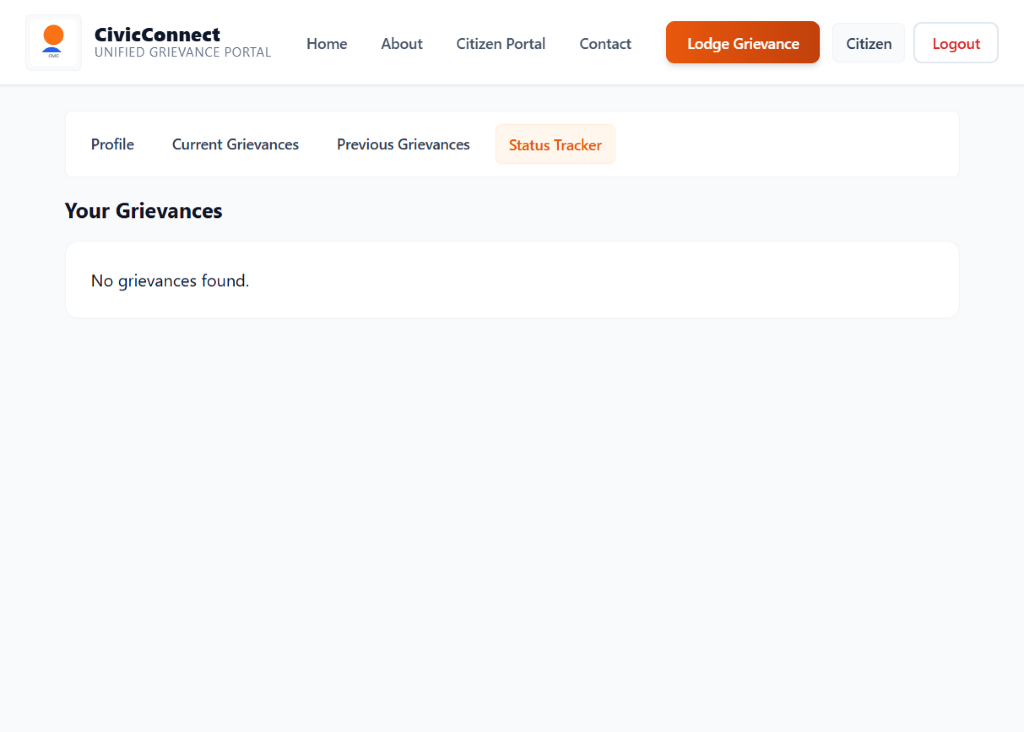 CivicConnect
UNIFIED GRIEVANCE PORTAL
Home
About
Citizen Portal
Contact
Lodge Grievance
Citizen
Logout
Profile
Current Grievances
Previous Grievances
Status Tracker
Your Grievances
No grievances found.